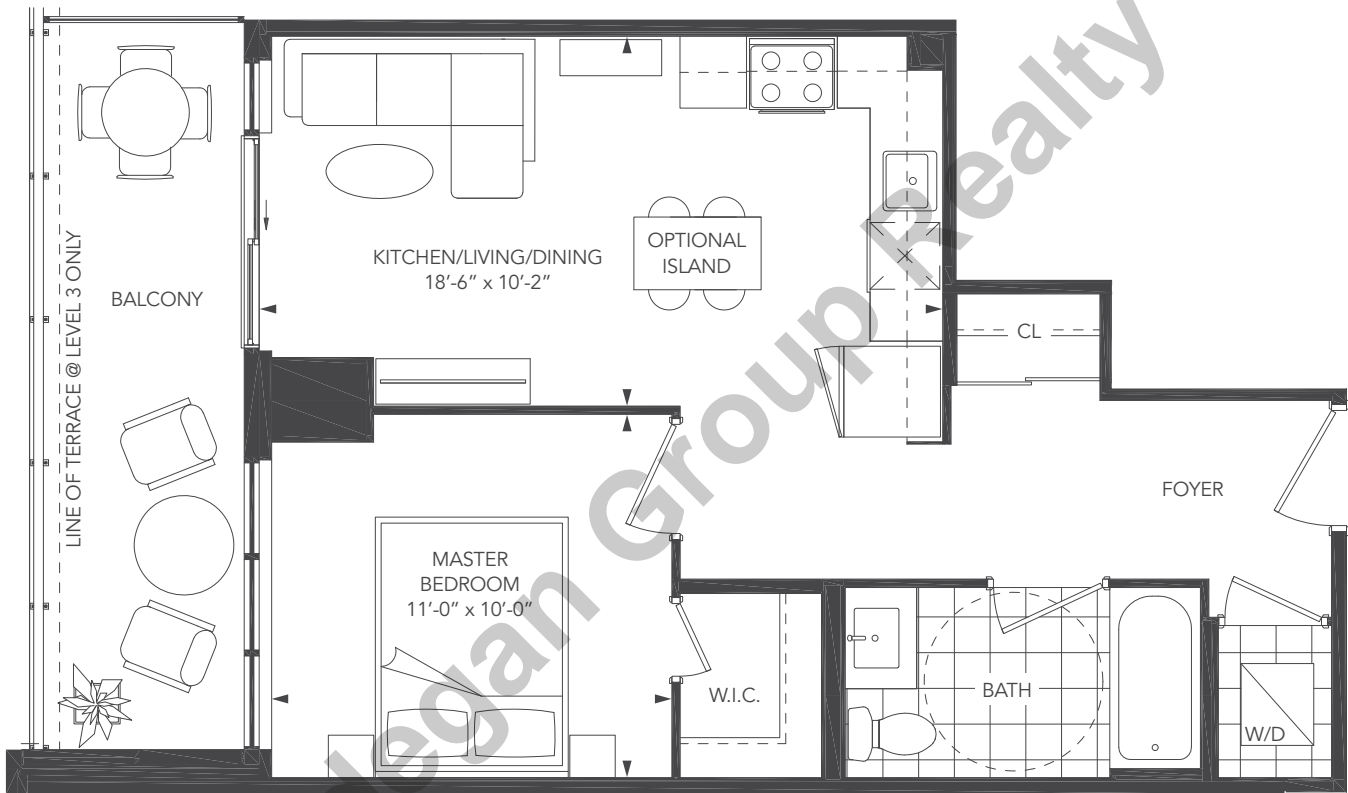 KITCHEN/LIVING/DINING
18'-6" x 10'-2"
OPTIONAL
ISLAND
BALCONY
LINE OF TERRACE @ LEVEL 3 ONLY
CL
FOYER
MASTER
BEDROOM
11'-0" x 10'-0"
W.I.C.
BATH
W/D
legan Group Realty